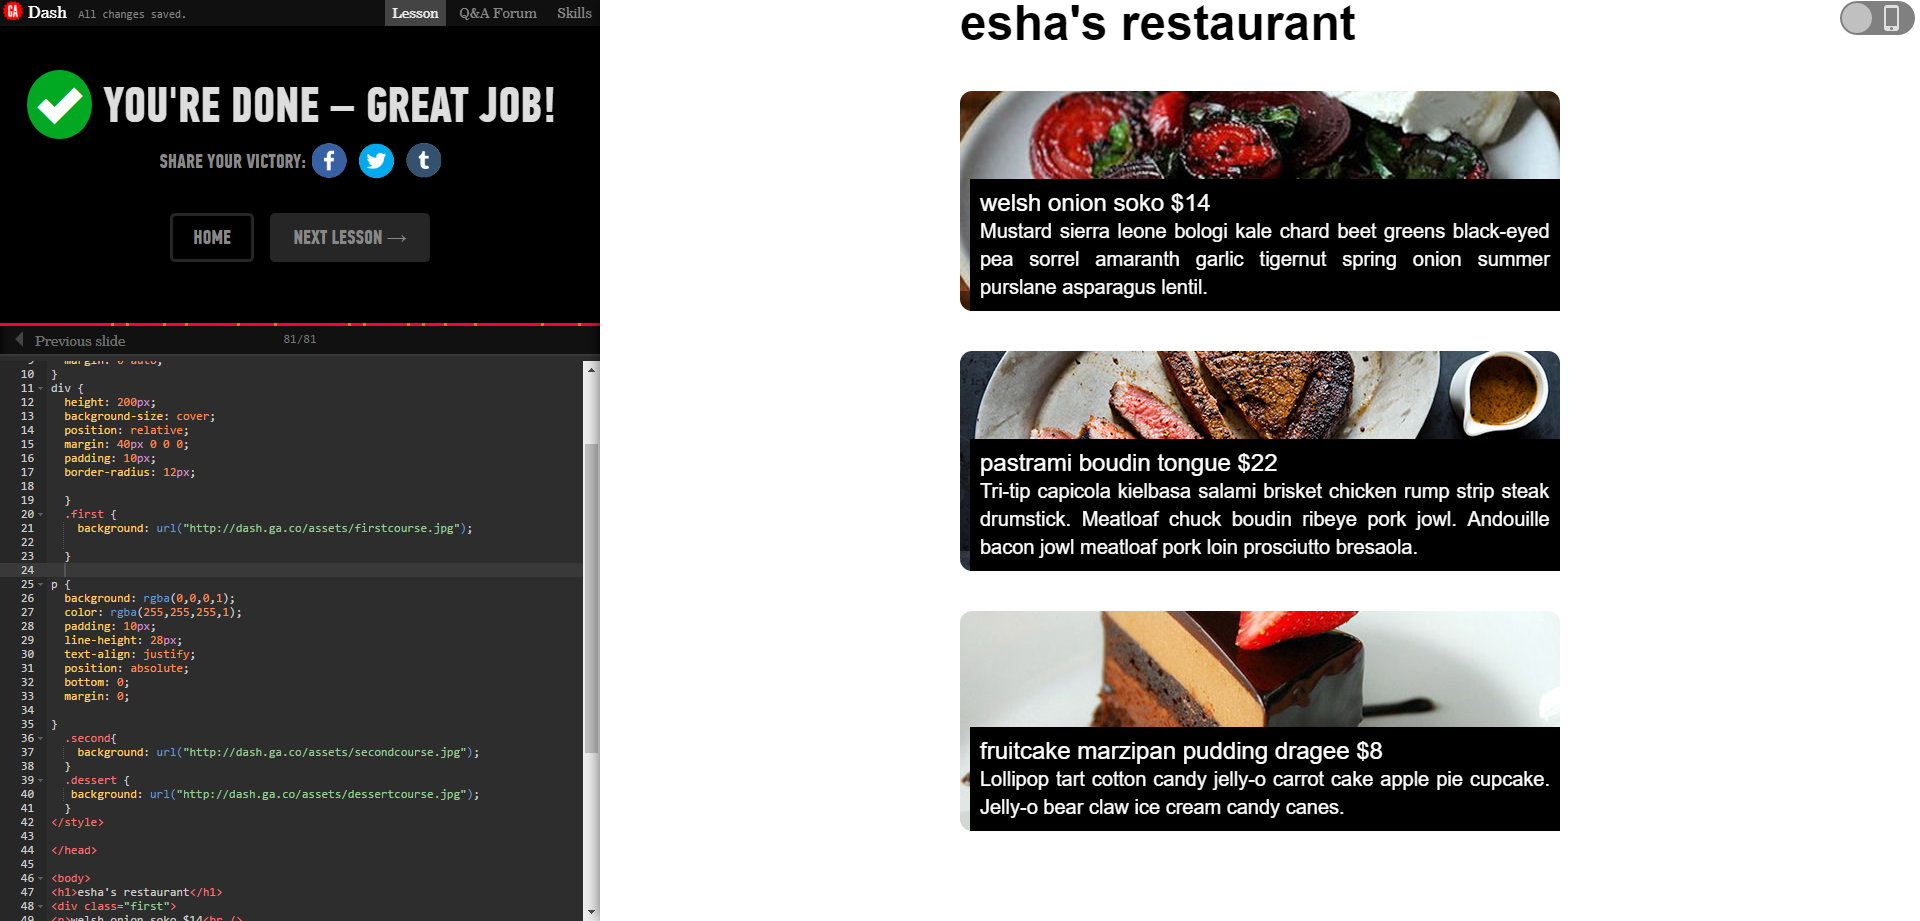 GA Dash All changes saved. Lesson Q&A Forum Skills
YOU'RE DONE — GREAT JOB!
SHARE YOUR VICTORY:
HOME NEXT LESSON →
Previous slide 81/81
9 margin: 0 auto;
10 }
11 div {
12 height: 200px;
13 background-size: cover;
14 position: relative;
15 margin: 40px 0 0 0;
16 padding: 10px;
17 border-radius: 12px;
18
19 }
20 .first {
21 background: url("http://dash.ga.co/assets/firstcourse.jpg");
22
23 }
24
25 p {
26 background: rgba(0,0,0,1);
27 color: rgba(255,255,255,1);
28 padding: 10px;
29 line-height: 28px;
30 text-align: justify;
31 position: absolute;
32 bottom: 0;
33 margin: 0;
34
35 }
36 .second{
37 background: url("http://dash.ga.co/assets/secondcourse.jpg");
38 }
39 .dessert {
40 background: url("http://dash.ga.co/assets/dessertcourse.jpg");
41 }
42 </style>
43
44 </head>
45
46 <body>
47 <h1>esha's restaurant</h1>
48 <div class="first">
49 <p>welsh onion soko $14<br />
esha's restaurant
welsh onion soko $14
Mustard sierra leone bologi kale chard beet greens black-eyed
pea sorrel amaranth garlic tigernut spring onion summer
purslane asparagus lentil.
pastrami boudin tongue $22
Tri-tip capicola kielbasa salami brisket chicken rump strip steak
drumstick. Meatloaf chuck boudin ribeye pork jowl. Andouille
bacon jowl meatloaf pork loin prosciutto bresaola.
fruitcake marzipan pudding dragee $8
Lollipop tart cotton candy jelly-o carrot cake apple pie cupcake.
Jelly-o bear claw ice cream candy canes.